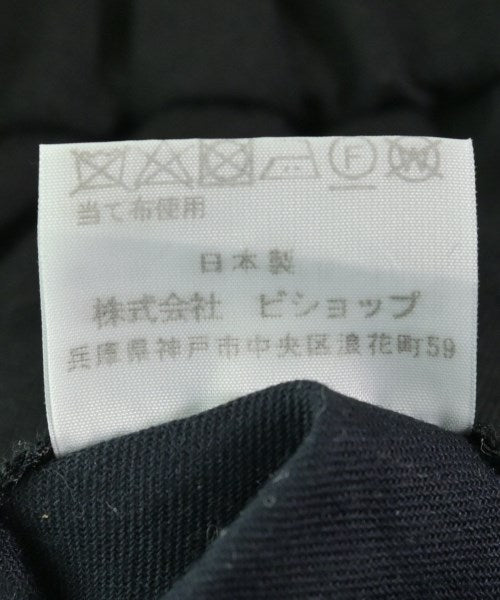 F W
当て布使用
日本製
株式会社 ビショップ
兵庫県神戸市中央区浪花町59